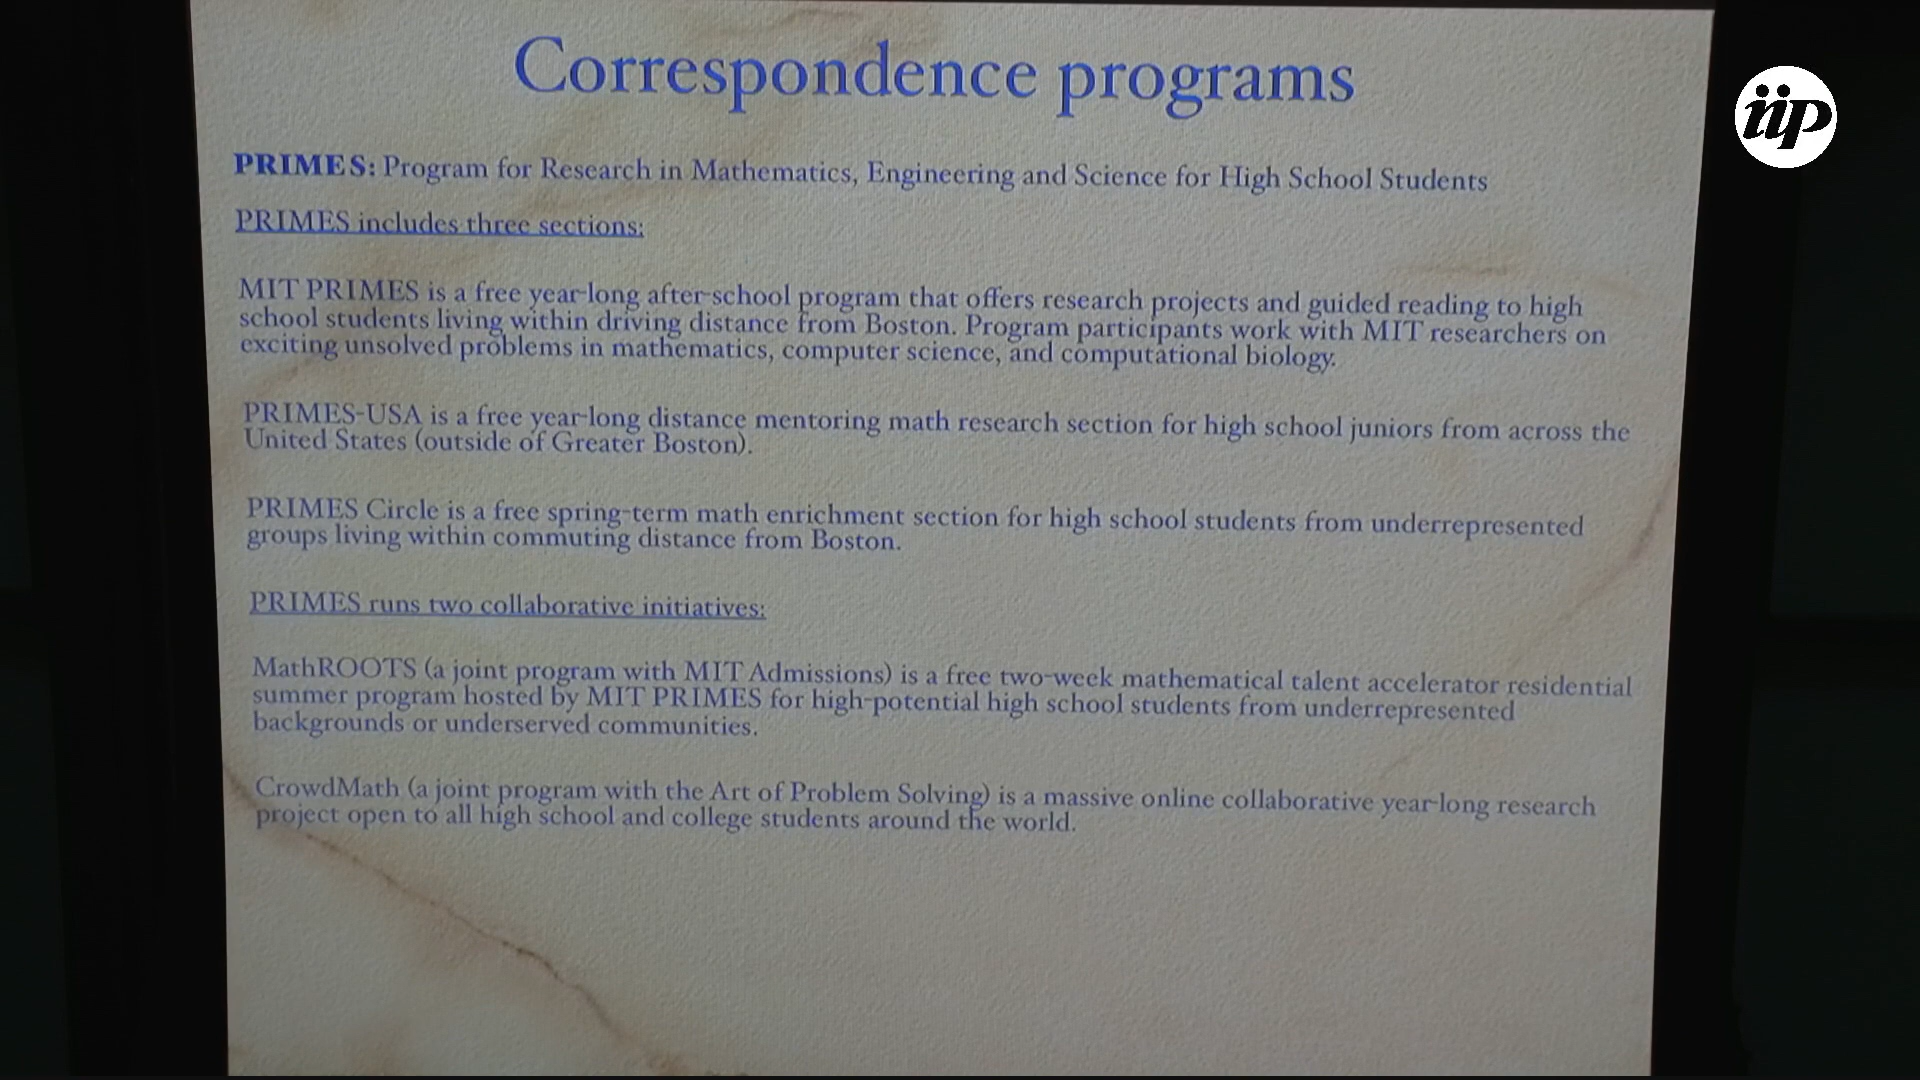 Correspondence programs
iip
PRIMES: Program for Research in Mathematics, Engineering and Science for High School Students
PRIMES includes three sections:
MIT PRIMES is a free year-long after-school program that offers research projects and guided reading to high
school students living within driving distance from Boston. Program participants work with MIT researchers on
exciting unsolved problems in mathematics, computer science, and computational biology.
PRIMES-USA is a free year-long distance mentoring math research section for high school juniors from across the
United States (outside of Greater Boston).
PRIMES Circle is a free spring-term math enrichment section for high school students from underrepresented
groups living within commuting distance from Boston.
PRIMES runs two collaborative initiatives:
MathROOTS (a joint program with MIT Admissions) is a free two-week mathematical talent accelerator residential
summer program hosted by MIT PRIMES for high-potential high school students from underrepresented
backgrounds or underserved communities.
CrowdMath (a joint program with the Art of Problem Solving) is a massive online collaborative year-long research
project open to all high school and college students around the world.